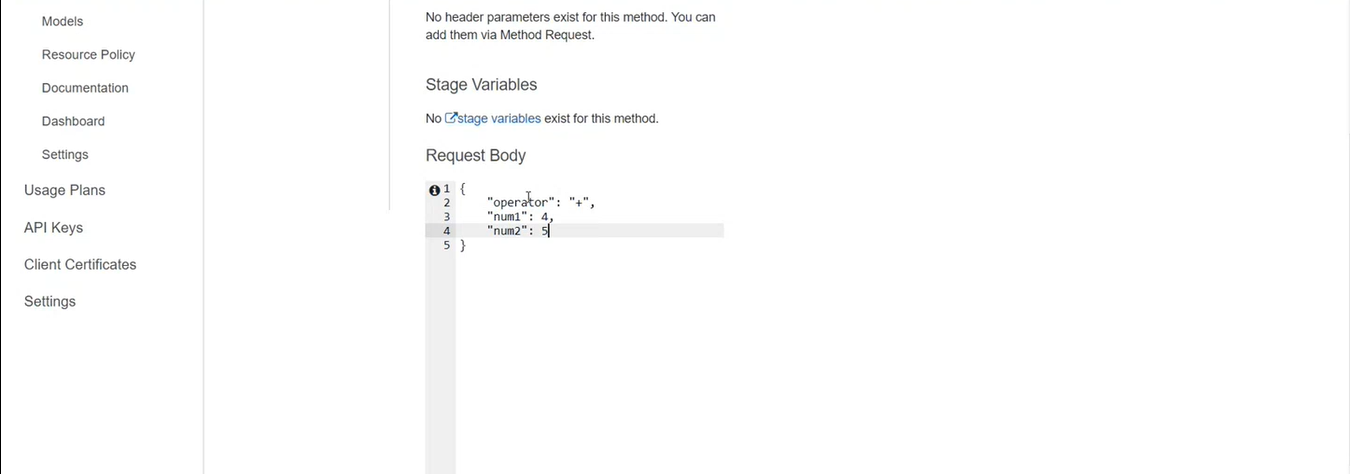 Models
Resource Policy
Documentation
Dashboard
Settings
Usage Plans
API Keys
Client Certificates
Settings
No header parameters exist for this method. You can
add them via Method Request.
Stage Variables
No stage variables exist for this method.
Request Body
1 {
2     "operator": "+",
3     "num1": 4,
4     "num2": 5
5 }